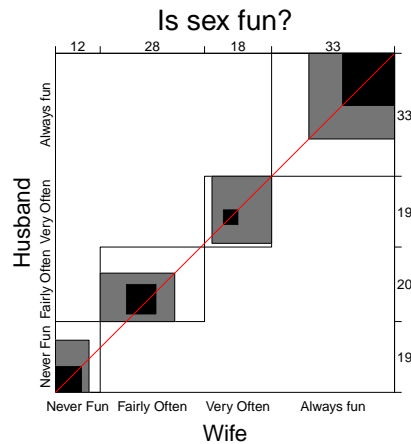 Is sex fun?
12 28 18 33
Always fun
Very Often
Fairly Often
Never Fun
Husband
33
19
20
19
Never Fun Fairly Often Very Often Always fun
Wife